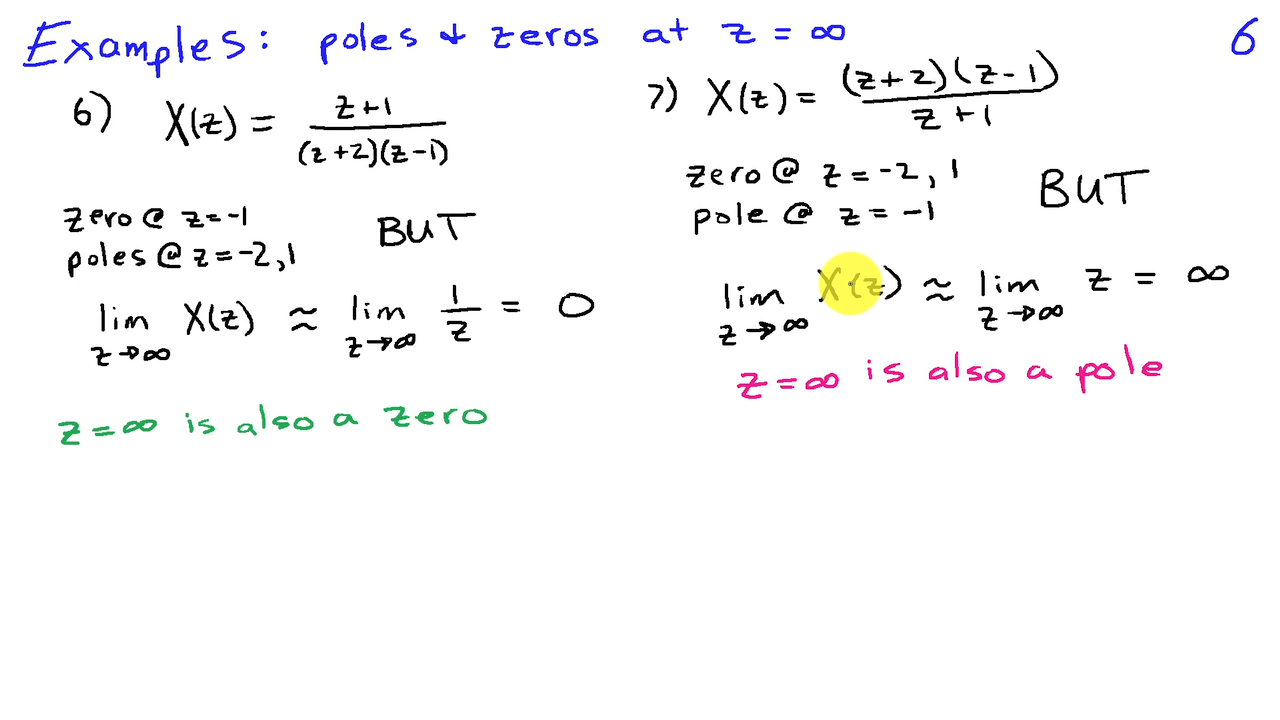 Examples: poles & zeros at z = ∞
6
6) X(z) = z+1 / (z+2)(z-1)
zero @ z=-1
poles @ z=-2,1
BUT
lim z→∞ X(z) ≈ lim z→∞ 1/z = 0
z=∞ is also a zero
7) X(z) = (z+2)(z-1) / z+1
zero @ z=-2, 1
pole @ z = -1
BUT
lim z→∞ X(z) ≈ lim z→∞ z = ∞
z=∞ is also a pole